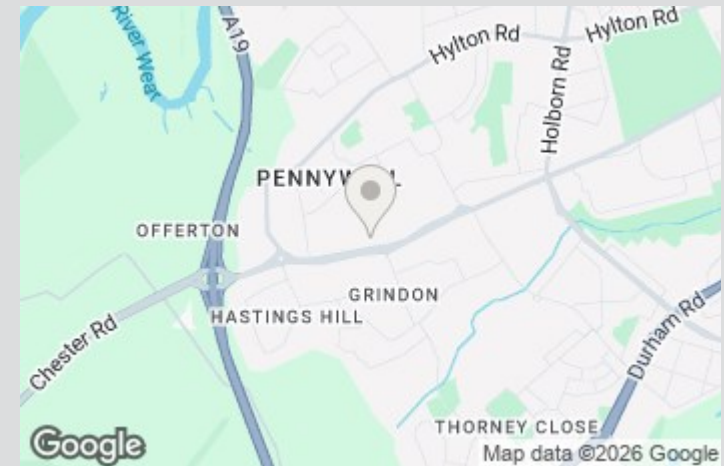 River Wear
A19
Hylton Rd
Hylton Rd
Holborn Rd
OFFERTON
GRINDON
HASTINGS HILL
Chester Rd
Durham Rd
THORNEY CLOSE
Google
Map data ©2026 Google